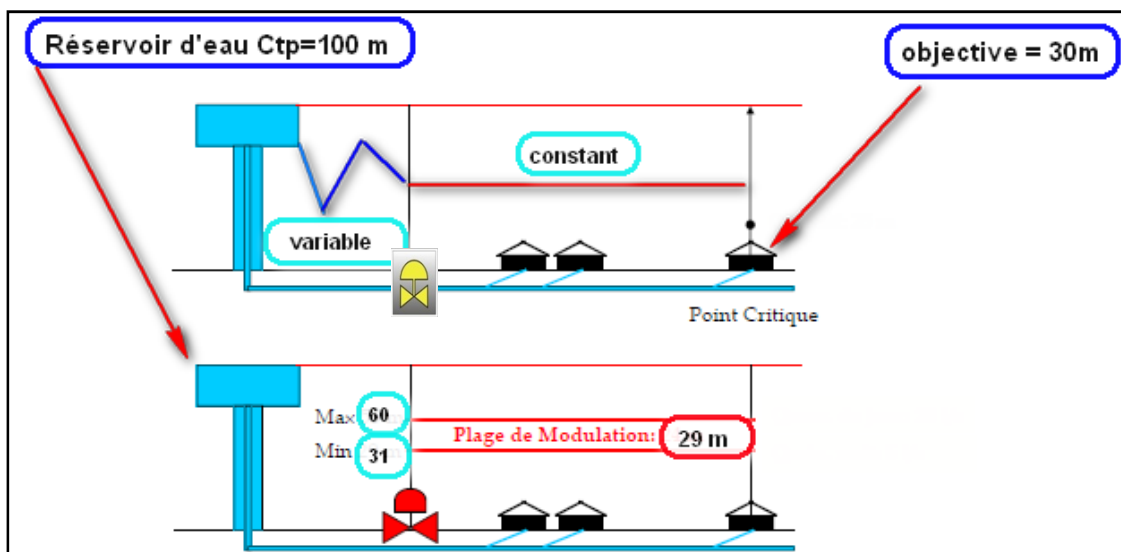 Réservoir d'eau Ctp=100 m
objective = 30m
constant
variable
Point Critique
Max 60
Plage de Modulation: 29 m
Min 31